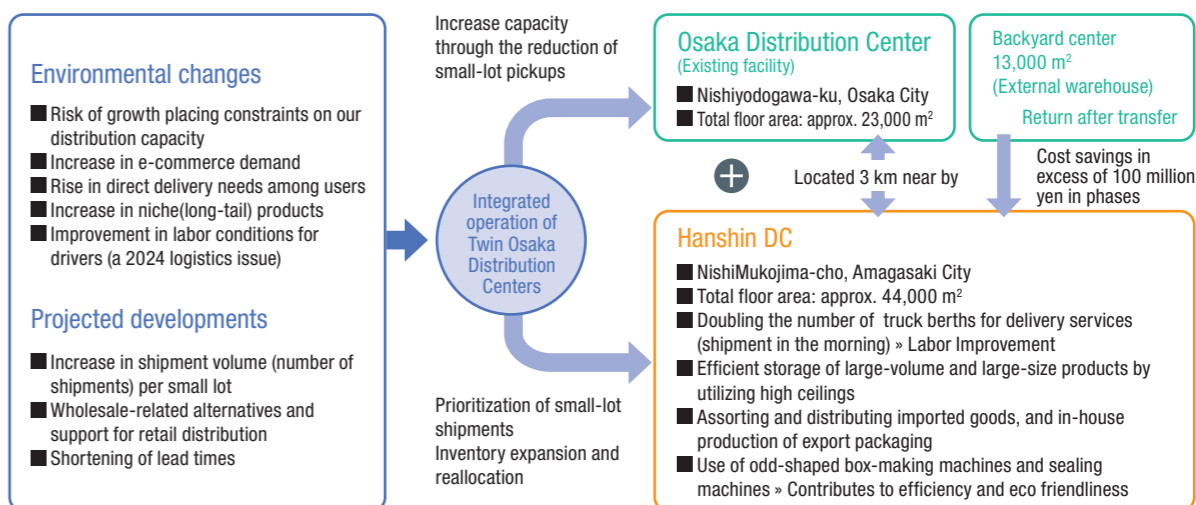 Environmental changes
■ Risk of growth placing constraints on our
distribution capacity
■ Increase in e-commerce demand
■ Rise in direct delivery needs among users
■ Increase in niche(long-tail) products
■ Improvement in labor conditions for
drivers (a 2024 logistics issue)
Projected developments
■ Increase in shipment volume (number of
shipments) per small lot
■ Wholesale-related alternatives and
support for retail distribution
■ Shortening of lead times
Integrated
operation of
Twin Osaka
Distribution
Centers
Increase capacity
through the reduction of
small-lot pickups
Prioritization of small-lot
shipments
Inventory expansion and
reallocation
Osaka Distribution Center
(Existing facility)
■ Nishiyodogawa-ku, Osaka City
■ Total floor area: approx. 23,000 m²
Backyard center
13,000 m²
(External warehouse)
Return after transfer
+
Located 3 km near by
Cost savings in
excess of 100 million
yen in phases
Hanshin DC
■ NishiMukojima-cho, Amagasaki City
■ Total floor area: approx. 44,000 m²
■ Doubling the number of truck berths for delivery services
(shipment in the morning) » Labor Improvement
■ Efficient storage of large-volume and large-size products by
utilizing high ceilings
■ Assorting and distributing imported goods, and in-house
production of export packaging
■ Use of odd-shaped box-making machines and sealing
machines » Contributes to efficiency and eco friendliness